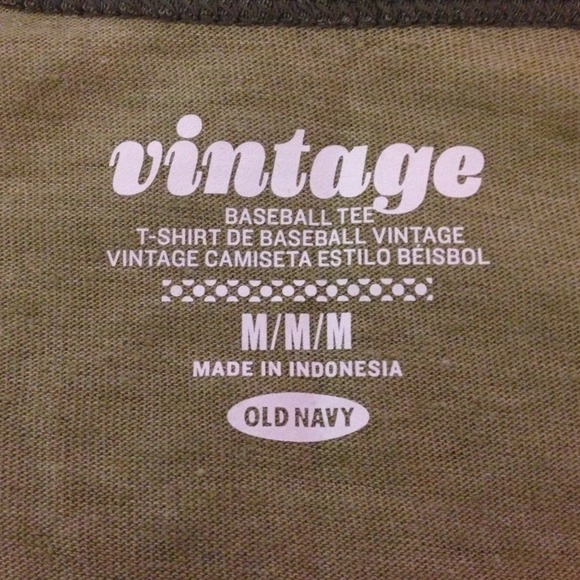 vintage
BASEBALL TEE
T-SHIRT DE BASEBALL VINTAGE
VINTAGE CAMISETA ESTILO BÉISBOL
M/M/M
MADE IN INDONESIA
OLD NAVY